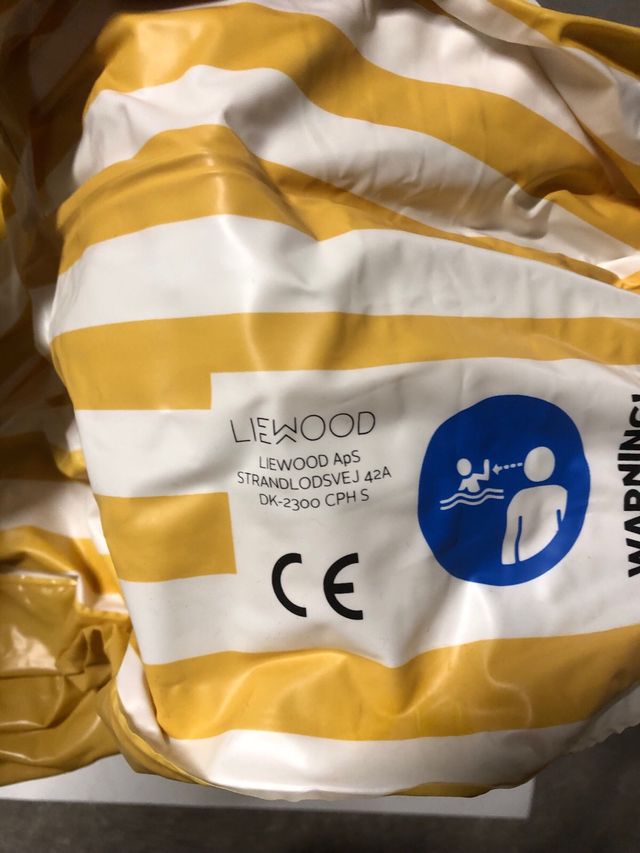 LIEWOOD
LIEWOOD ApS
STRANDLODSVEJ 42A
DK-2300 CPH S
CE
WARNING!